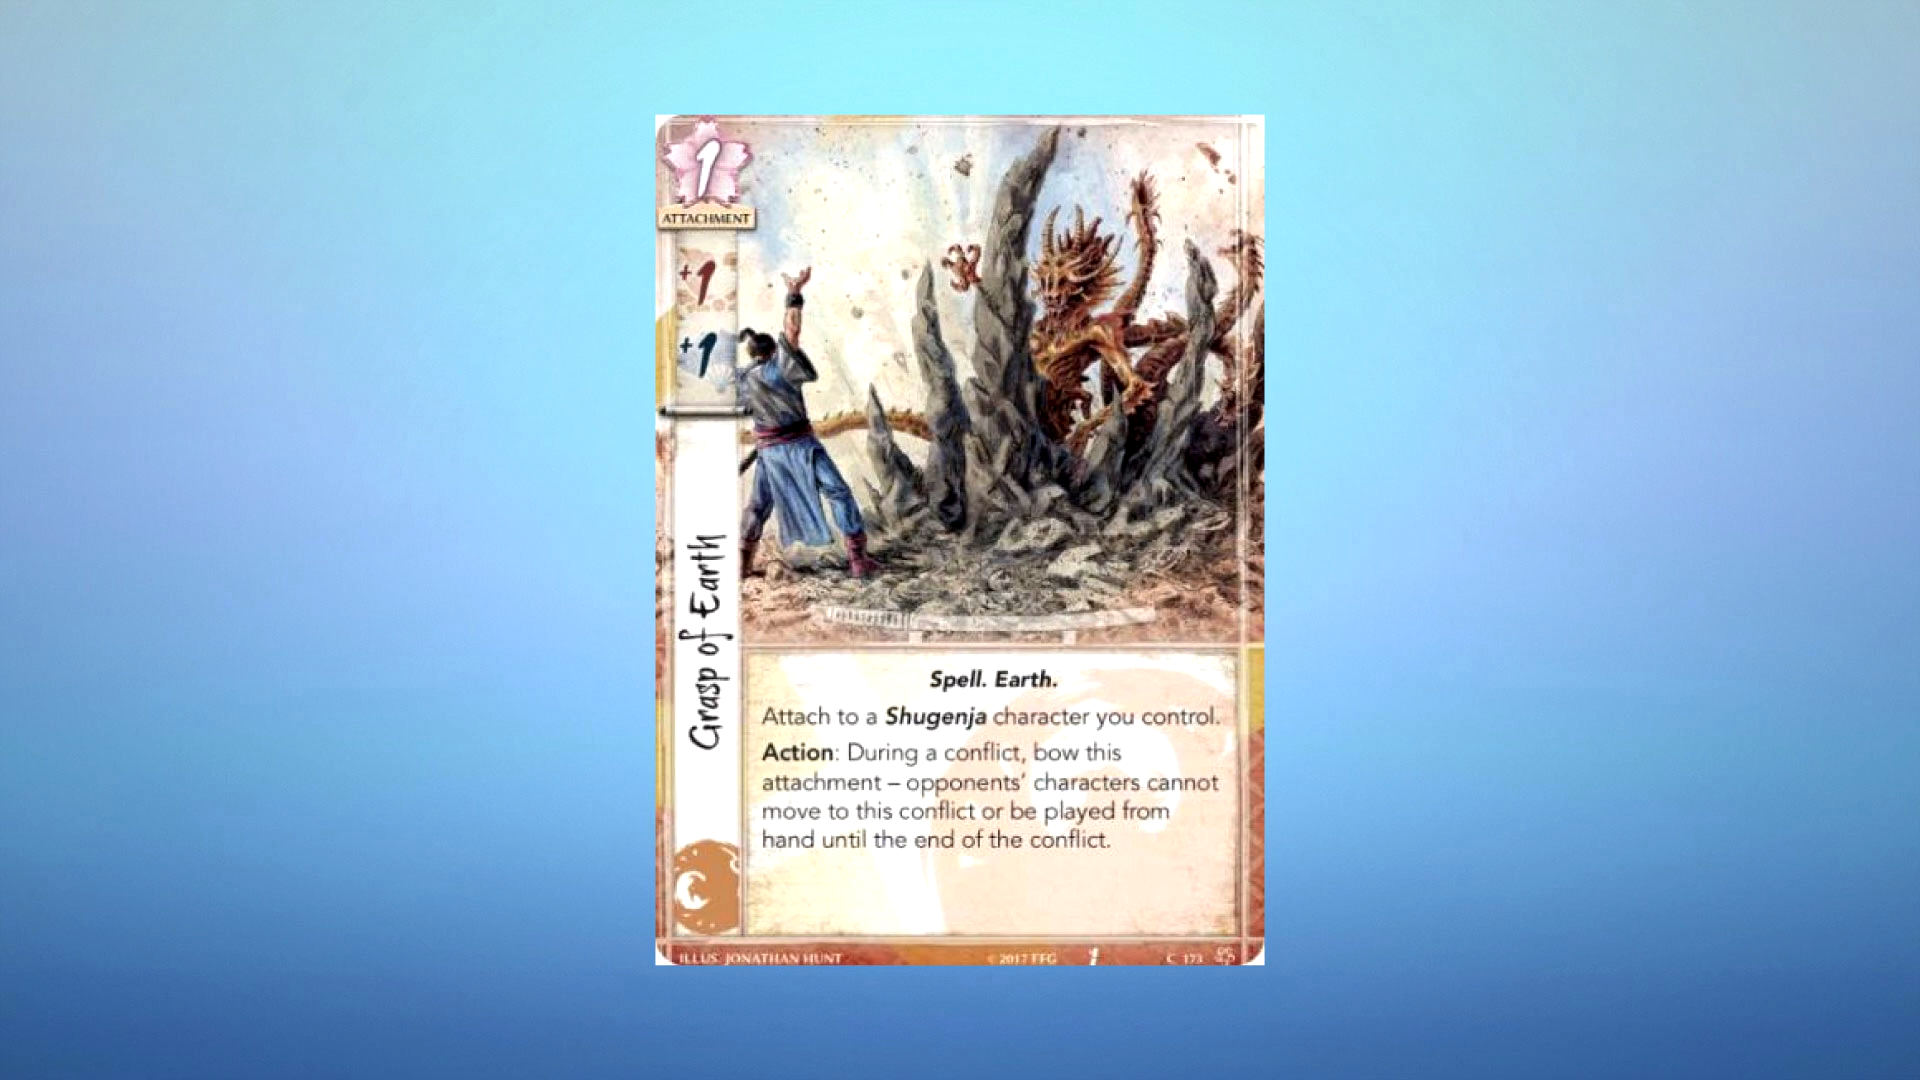 1
ATTACHMENT
+1
+1
Grasp of Earth
Spell. Earth.
Attach to a Shugenja character you control.
Action: During a conflict, bow this
attachment – opponents’ characters cannot
move to this conflict or be played from
hand until the end of the conflict.
ILLUS. JONATHAN HUNT
© 2017 FFG
1
C 173